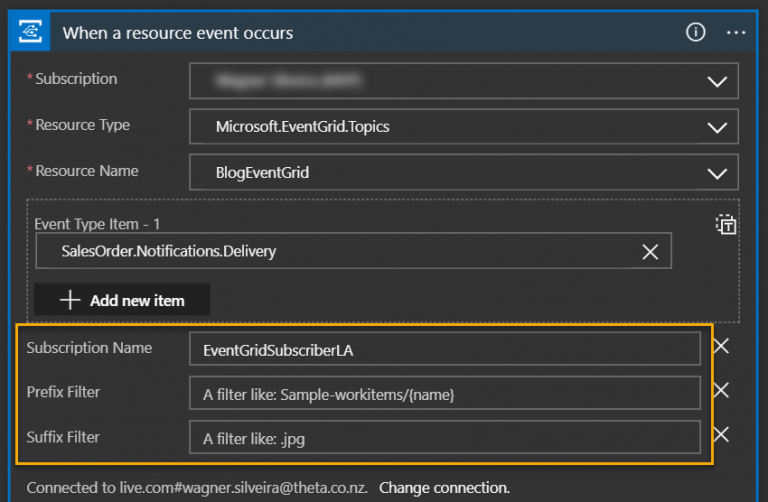 When a resource event occurs
* Subscription
* Resource Type Microsoft.EventGrid.Topics
* Resource Name BlogEventGrid
Event Type Item - 1
SalesOrder.Notifications.Delivery
Add new item
Subscription Name EventGridSubscriberLA
Prefix Filter A filter like: Sample-workitems/{name}
Suffix Filter A filter like: .jpg
Connected to live.com#wagner.silveira@theta.co.nz. Change connection.